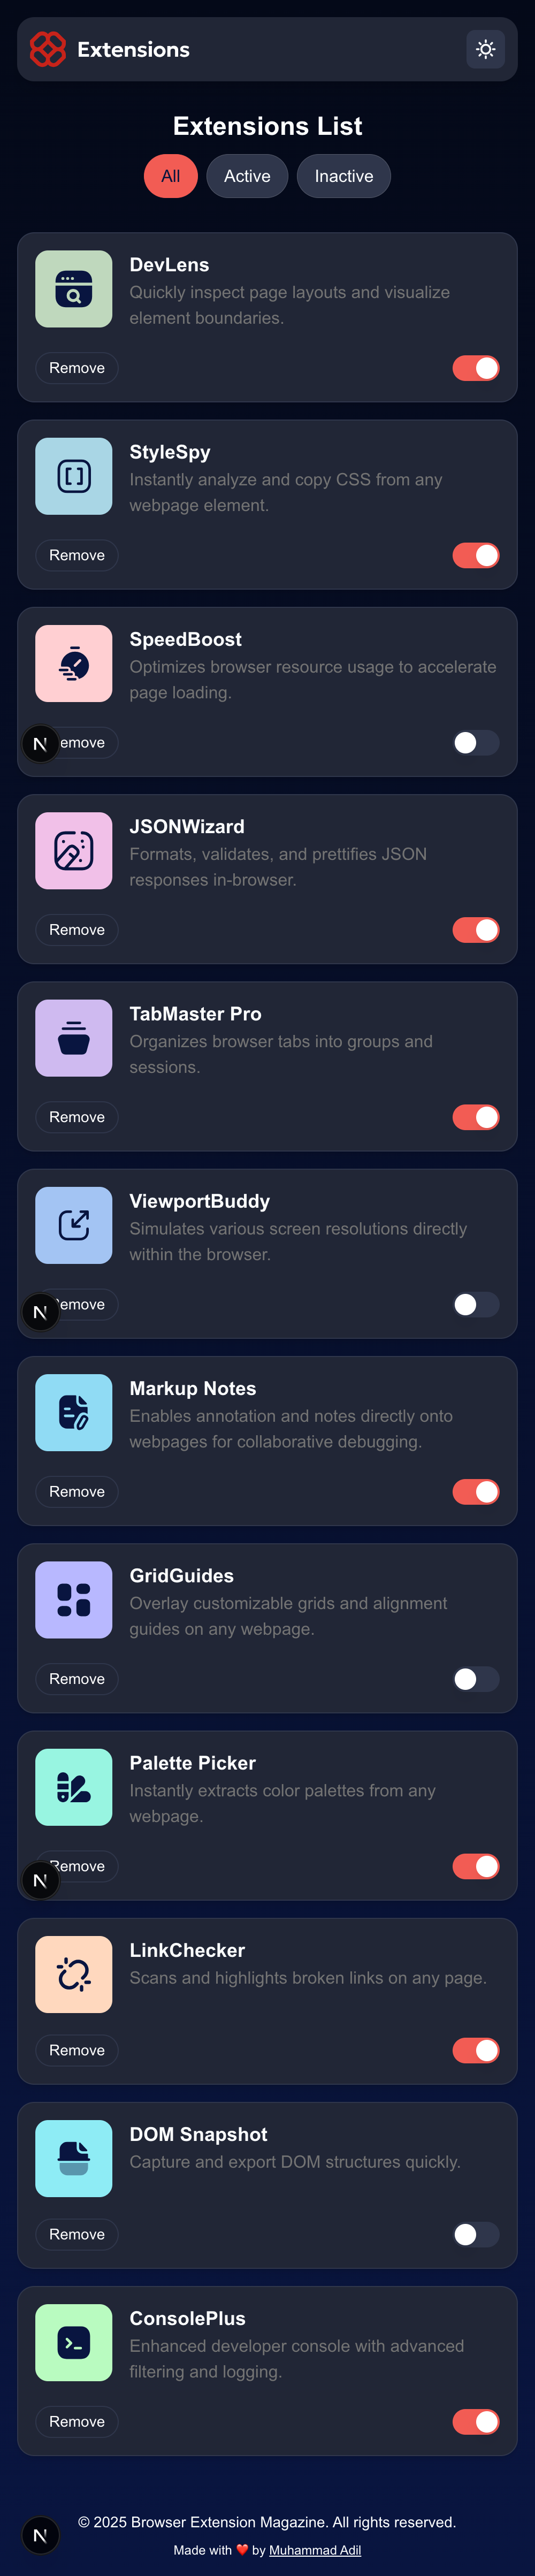 Extensions
Extensions List
All Active Inactive
DevLens
Quickly inspect page layouts and visualize
element boundaries.
Remove
StyleSpy
Instantly analyze and copy CSS from any
webpage element.
Remove
SpeedBoost
Optimizes browser resource usage to accelerate
page loading.
N emove
JSONWizard
Formats, validates, and prettifies JSON
responses in-browser.
Remove
TabMaster Pro
Organizes browser tabs into groups and
sessions.
Remove
ViewportBuddy
Simulates various screen resolutions directly
within the browser.
N emove
Markup Notes
Enables annotation and notes directly onto
webpages for collaborative debugging.
Remove
GridGuides
Overlay customizable grids and alignment
guides on any webpage.
Remove
Palette Picker
Instantly extracts color palettes from any
webpage.
Remove
N
LinkChecker
Scans and highlights broken links on any page.
Remove
DOM Snapshot
Capture and export DOM structures quickly.
Remove
ConsolePlus
Enhanced developer console with advanced
filtering and logging.
Remove
© 2025 Browser Extension Magazine. All rights reserved.
N
Made with ❤️ by Muhammad Adil